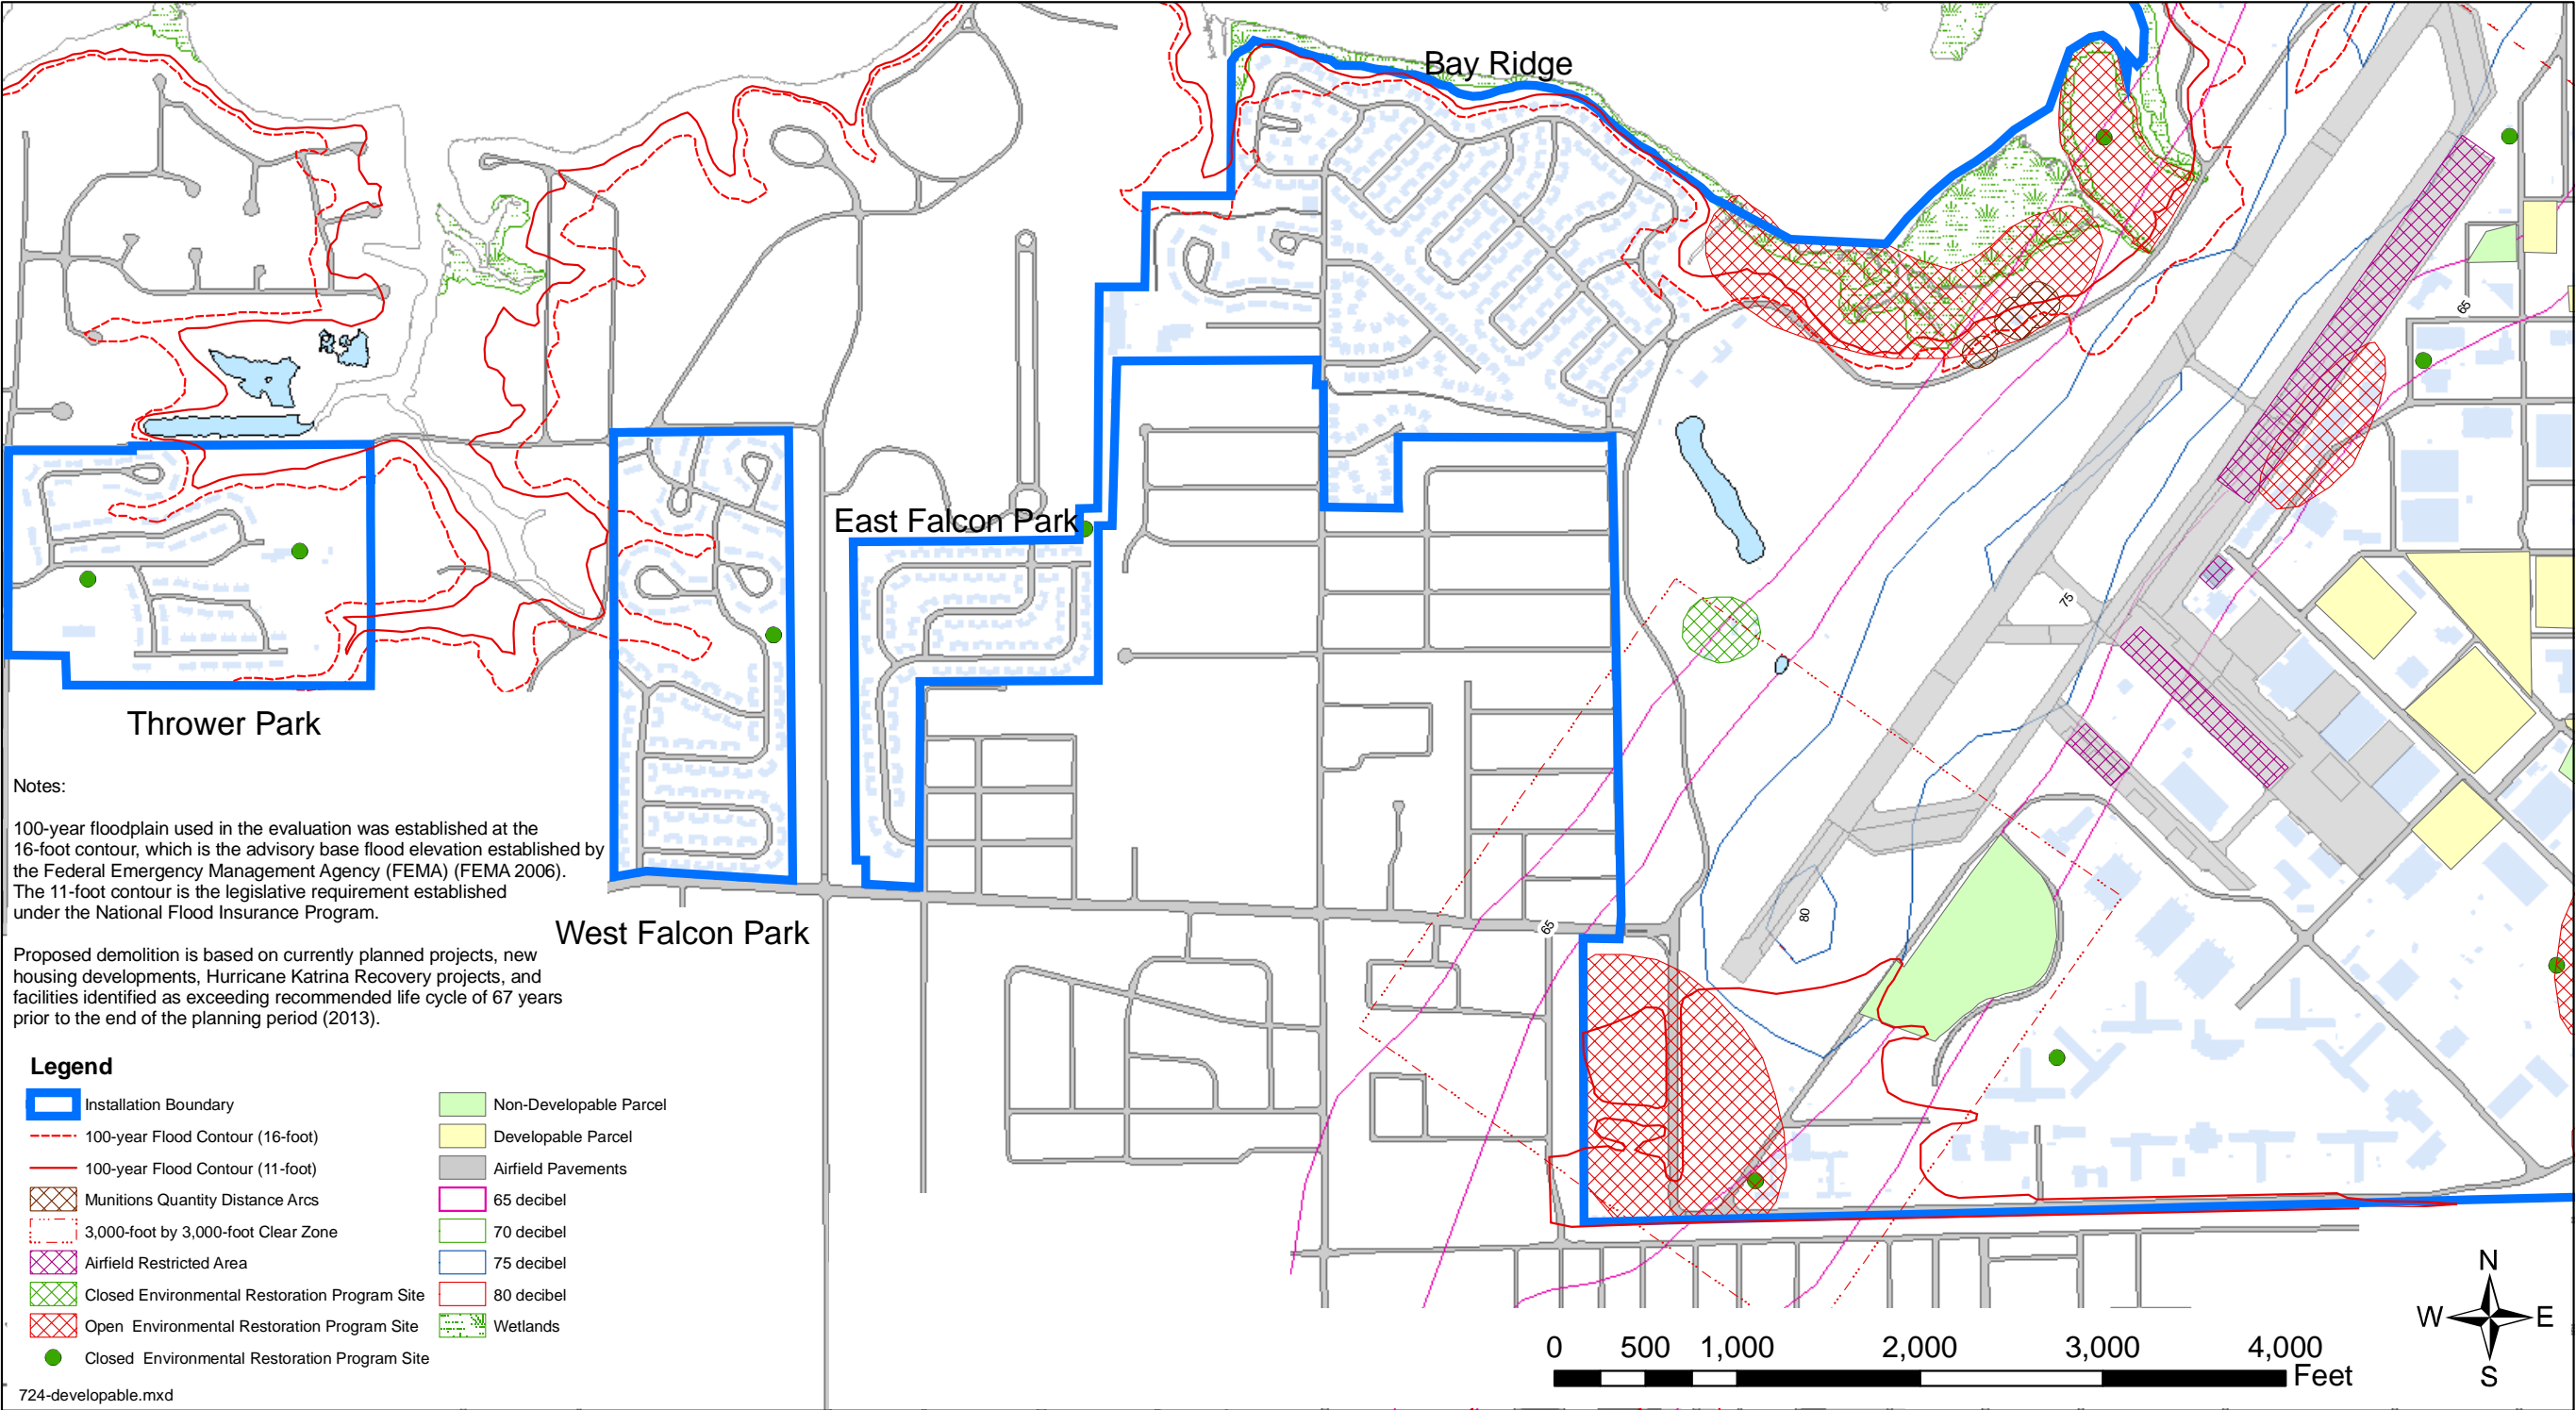 Bay Ridge
65
East Falcon Park
75
Thrower Park
Notes:
100-year floodplain used in the evaluation was established at the
16-foot contour, which is the advisory base flood elevation established by
the Federal Emergency Management Agency (FEMA) (FEMA 2006).
The 11-foot contour is the legislative requirement established
under the National Flood Insurance Program.
80
65
West Falcon Park
Proposed demolition is based on currently planned projects, new
housing developments, Hurricane Katrina Recovery projects, and
facilities identified as exceeding recommended life cycle of 67 years
prior to the end of the planning period (2013).
Legend
Installation Boundary
100-year Flood Contour (16-foot)
100-year Flood Contour (11-foot)
Munitions Quantity Distance Arcs
3,000-foot by 3,000-foot Clear Zone
Airfield Restricted Area
Closed Environmental Restoration Program Site
Open Environmental Restoration Program Site
Closed Environmental Restoration Program Site
Non-Developable Parcel
Developable Parcel
Airfield Pavements
65 decibel
70 decibel
75 decibel
80 decibel
Wetlands
N
W E
S
0 500 1,000 2,000 3,000 4,000
Feet
724-developable.mxd